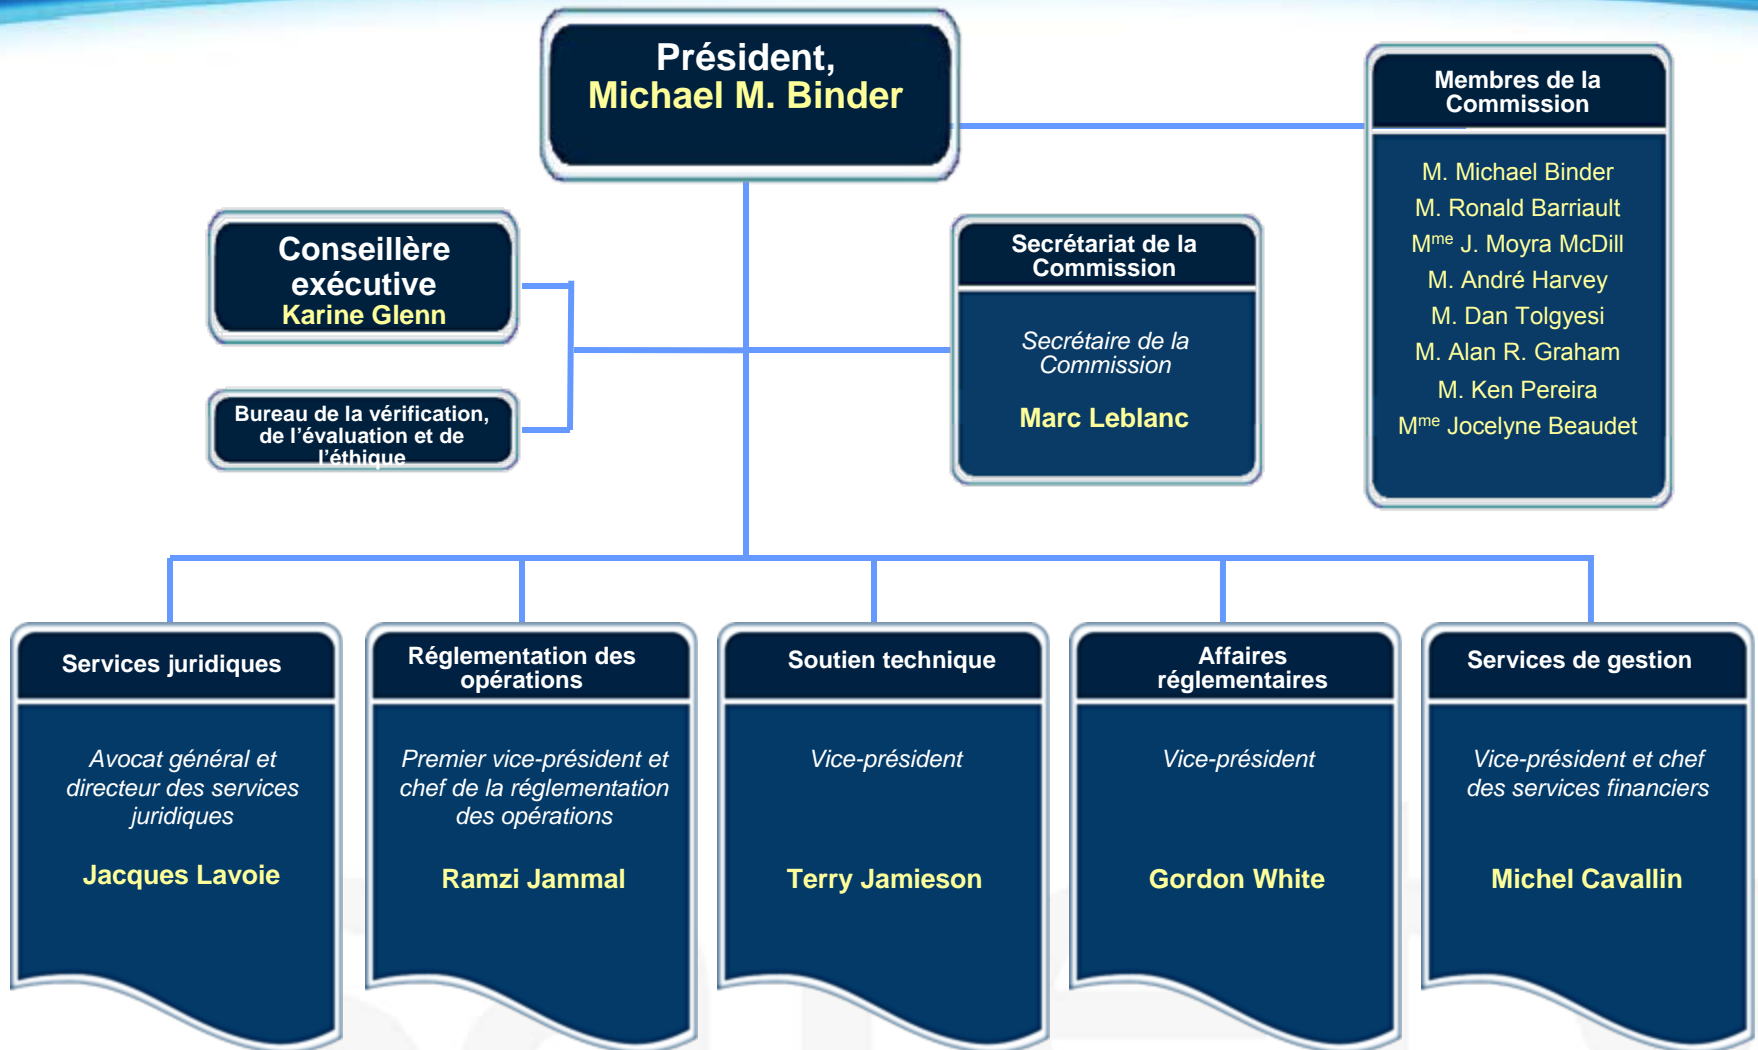 Président,
Michael M. Binder
Membres de la
Commission
M. Michael Binder
M. Ronald Barriault
Mme J. Moyra McDill
M. André Harvey
M. Dan Tolgyesi
M. Alan R. Graham
M. Ken Pereira
Mme Jocelyne Beaudet
Conseillère
exécutive
Karine Glenn
Secrétariat de la
Commission
Secrétaire de la
Commission
Marc Leblanc
Bureau de la vérification,
de l'évaluation et de
l'éthique
Services juridiques
Avocat général et
directeur des services
juridiques
Jacques Lavoie
Réglementation des
opérations
Premier vice-président et
chef de la réglementation
des opérations
Ramzi Jammal
Soutien technique
Vice-président
Terry Jamieson
Affaires
réglementaires
Vice-président
Gordon White
Services de gestion
Vice-président et chef
des services financiers
Michel Cavallin